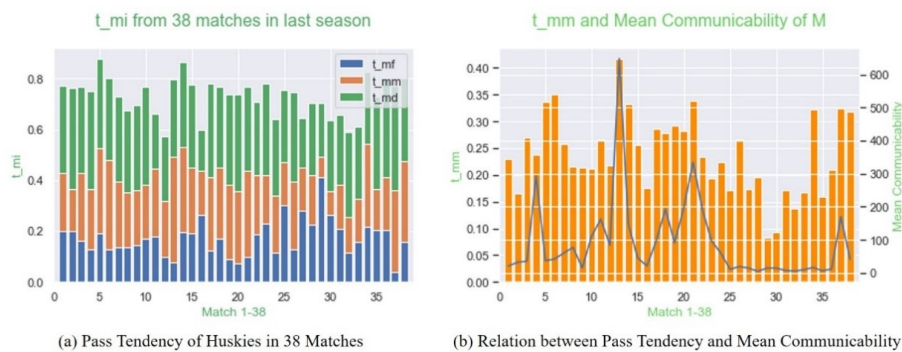 t_mi from 38 matches in last season
t_mm and Mean Communicability of M
t_mf
t_mm
t_md
0.8
0.6
0.4
0.2
0.0
t_mi
0 5 10 15 20 25 30 35
Match 1-38
0.40
0.35
0.30
0.25
0.20
0.15
0.10
0.05
0.00
t_mm
600
500
400
300
200
100
0
Mean Communicability
0 5 10 15 20 25 30 35
Match 1-38
(a) Pass Tendency of Huskies in 38 Matches
(b) Relation between Pass Tendency and Mean Communicability